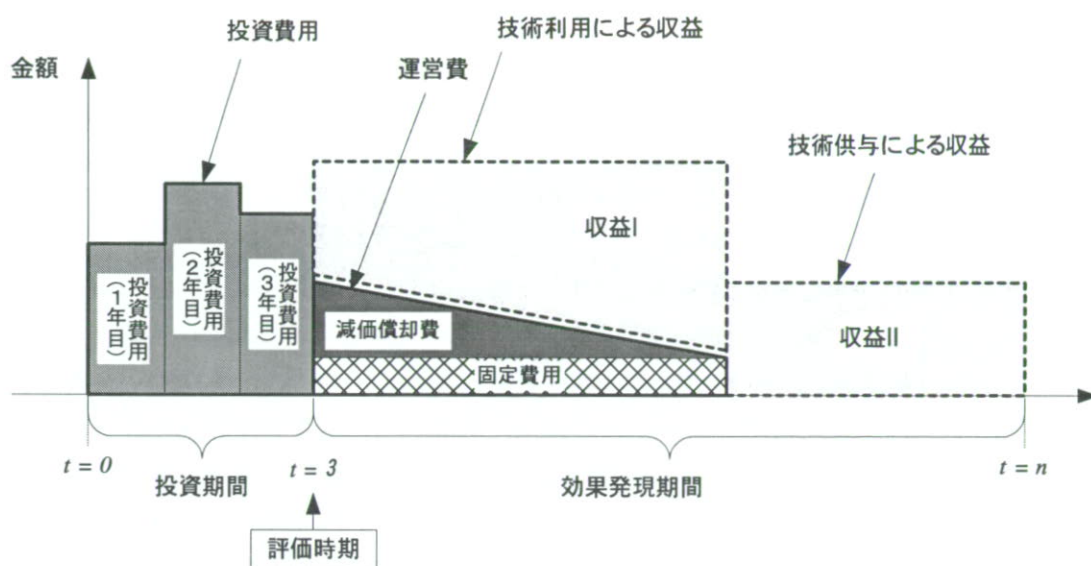 投資費用
技術利用による収益
金額
運営費
技術供与による収益
収益I
投資費用
(1年目)
投資費用
(2年目)
投資費用
(3年目)
減価償却費
収益II
固定費用
t = 0
t = 3
t = n
投資期間
効果発現期間
評価時期